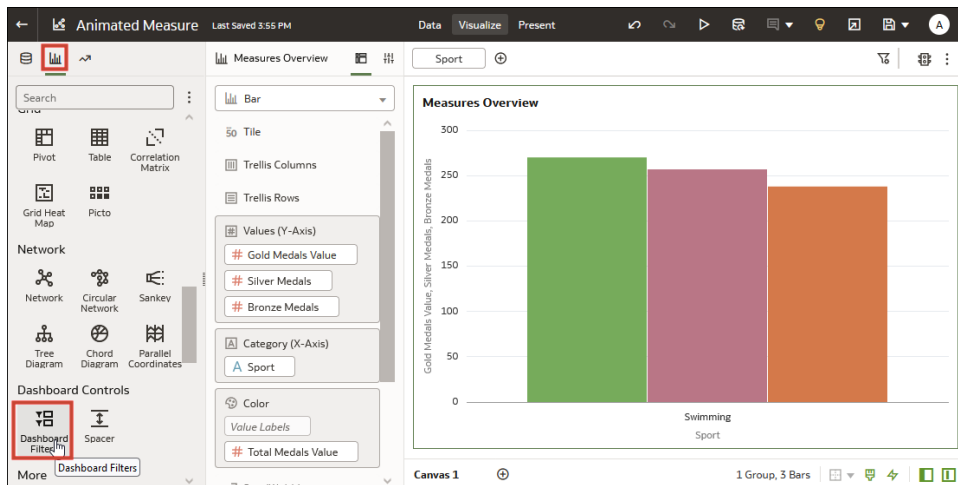 Animated Measure
Last Saved 3:55 PM
Data
Visualize
Present
A
Search
Grid
Pivot
Table
Correlation
Matrix
Grid Heat
Map
Picto
Network
Network
Circular
Network
Sankey
Tree
Diagram
Chord
Diagram
Parallel
Coordinates
Dashboard Controls
Dashboard
Filters
Spacer
Dashboard Filters
More
Measures Overview
Bar
50 Tile
Trellis Columns
Trellis Rows
# Values (Y-Axis)
# Gold Medals Value
# Silver Medals
# Bronze Medals
A Category (X-Axis)
A Sport
Color
Value Labels
# Total Medals Value
Sport
Measures Overview
Gold Medals Value, Silver Medals, Bronze Medals
300
250
200
150
100
50
0
Swimming
Sport
Canvas 1
1 Group, 3 Bars